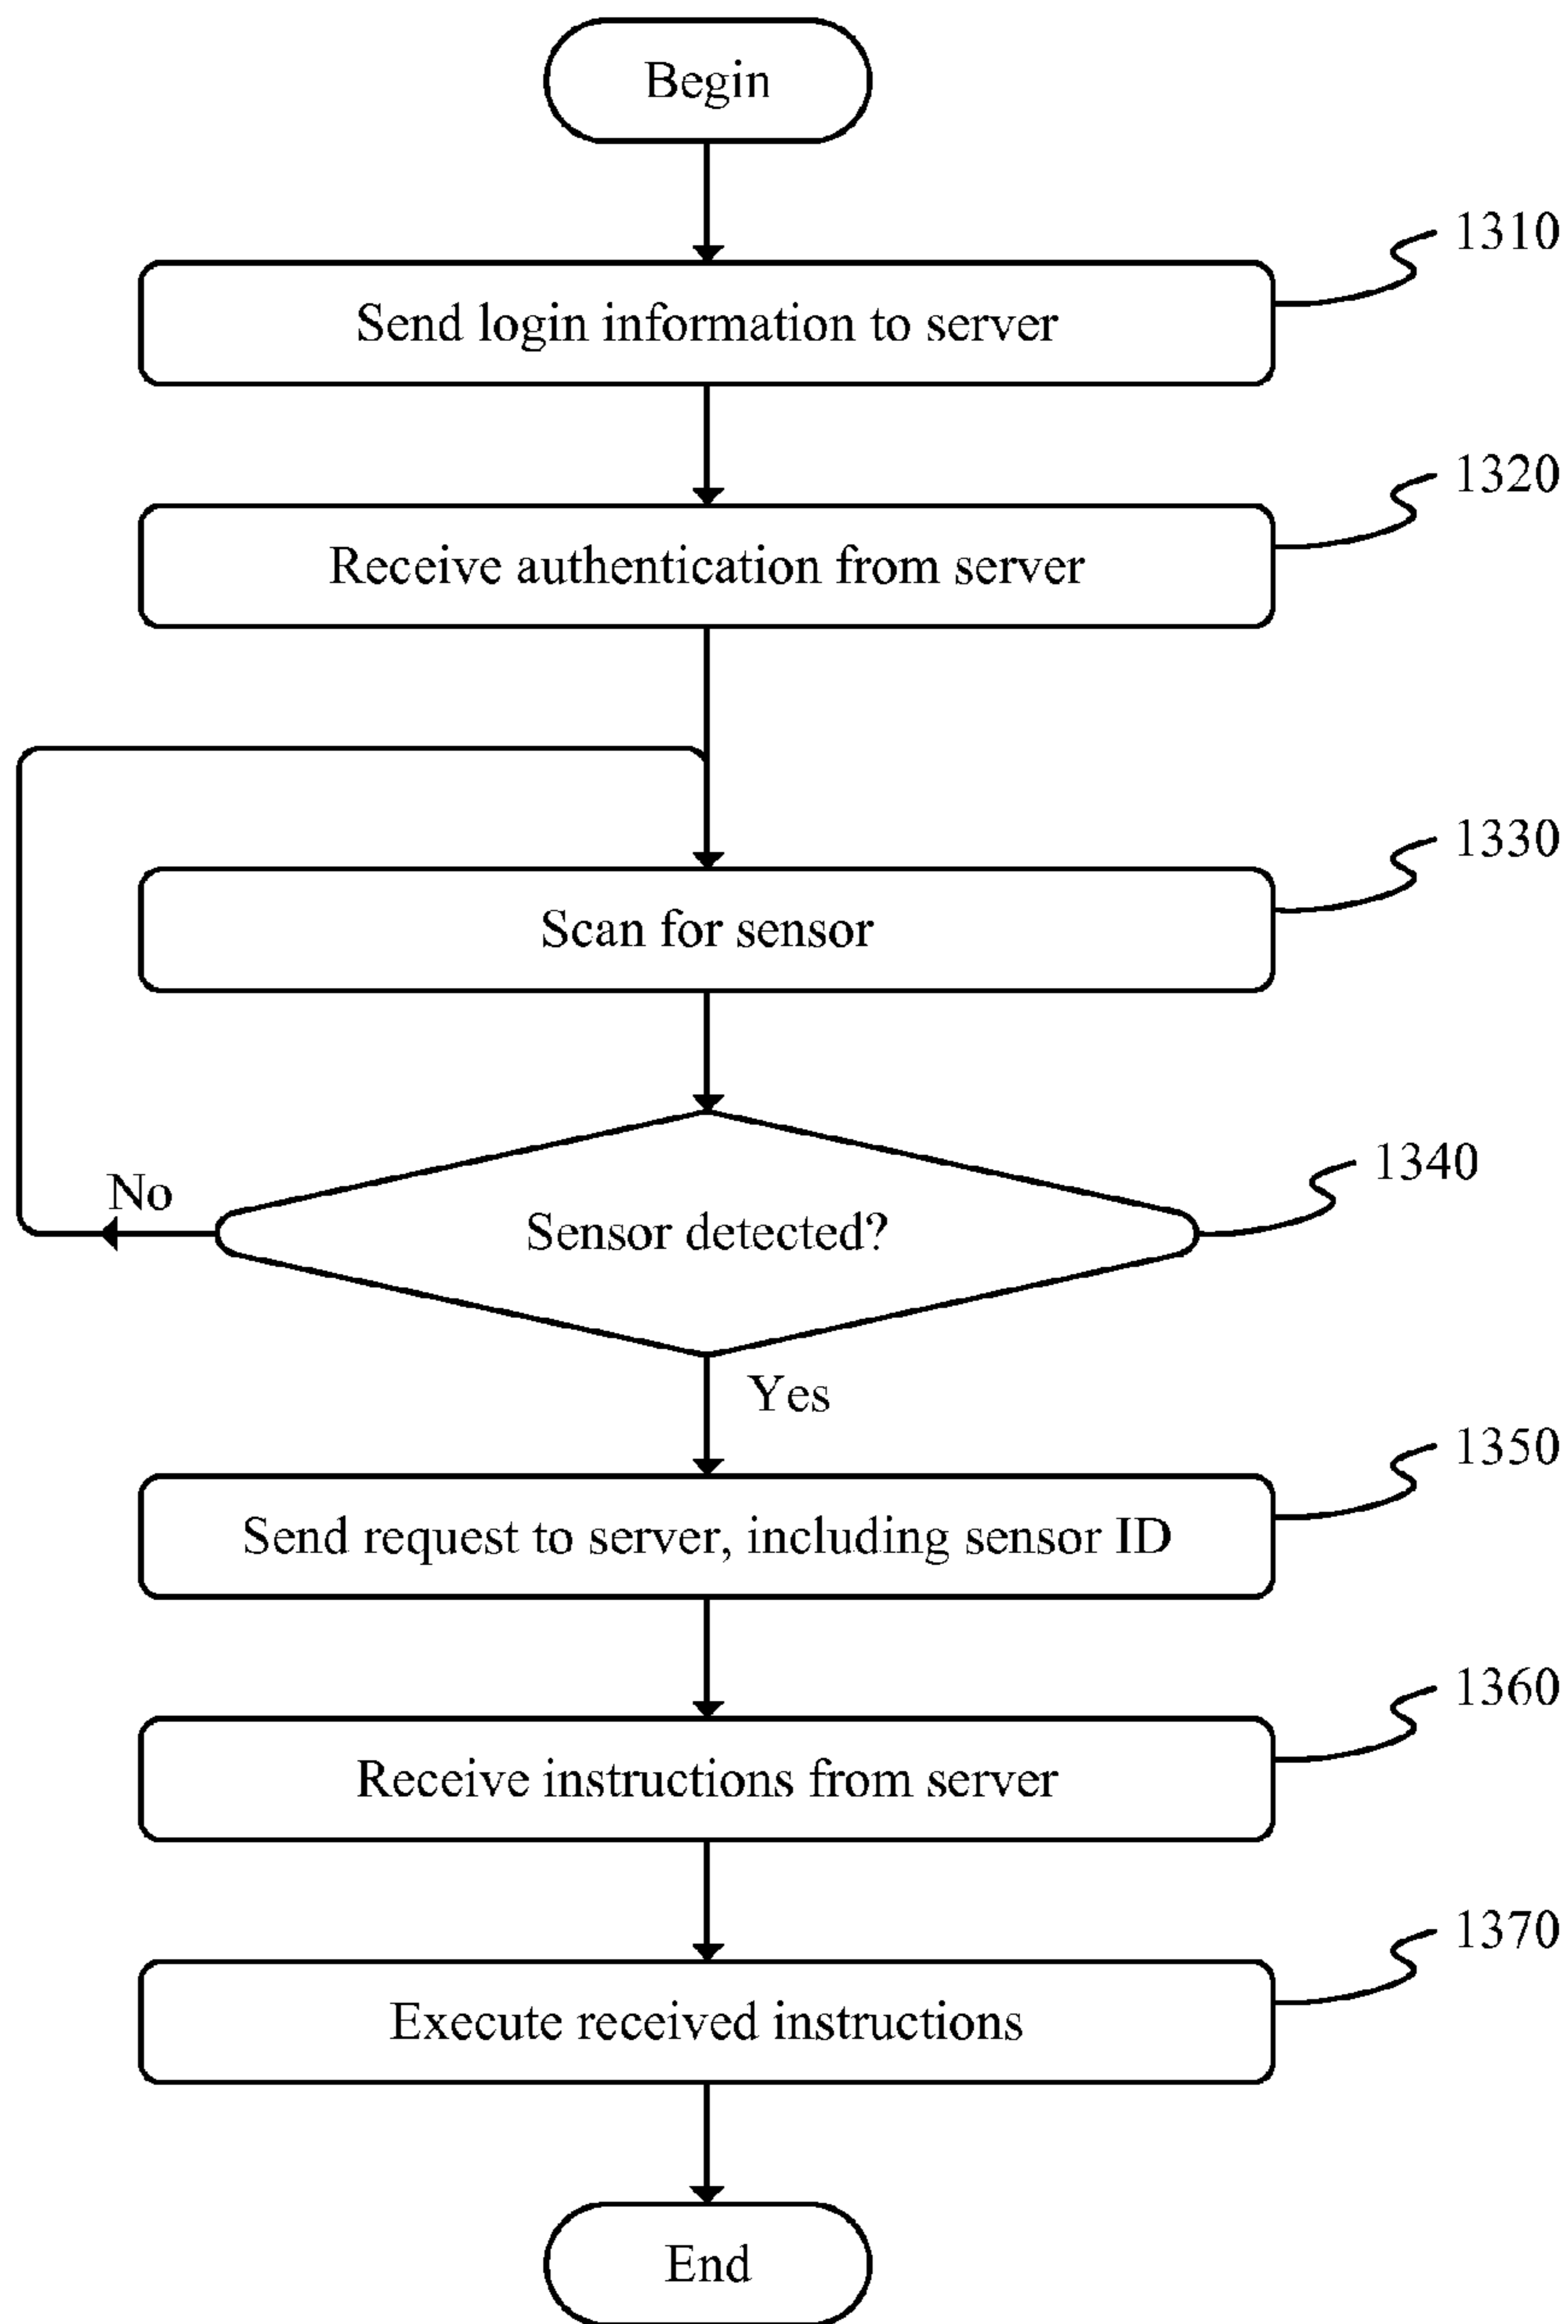 Begin
1310
Send login information to server
1320
Receive authentication from server
1330
Scan for sensor
1340
No
Sensor detected?
Yes
1350
Send request to server, including sensor ID
1360
Receive instructions from server
1370
Execute received instructions
End